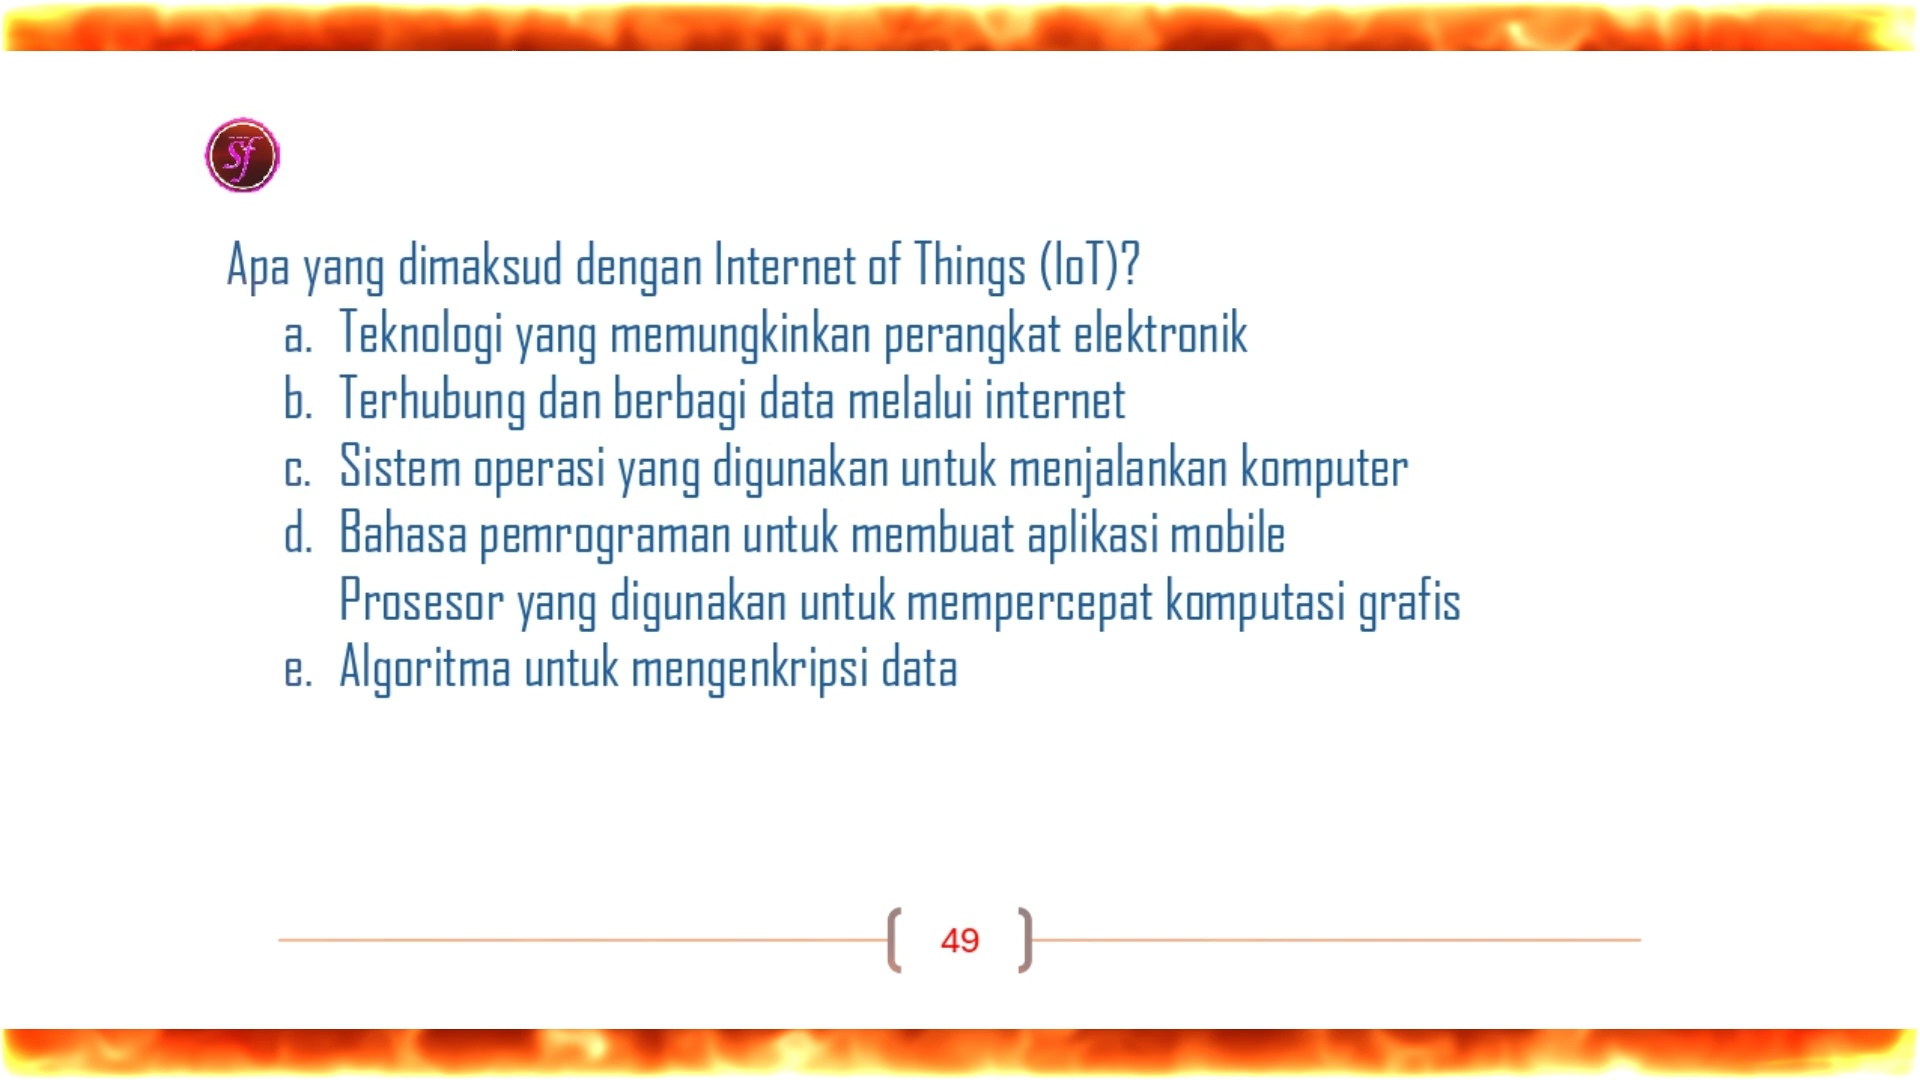 Sf
Apa yang dimaksud dengan Internet of Things (IoT)?
a. Teknologi yang memungkinkan perangkat elektronik
b. Terhubung dan berbagi data melalui internet
c. Sistem operasi yang digunakan untuk menjalankan komputer
d. Bahasa pemrograman untuk membuat aplikasi mobile
Prosesor yang digunakan untuk mempercepat komputasi grafis
e. Algoritma untuk mengenkripsi data
49